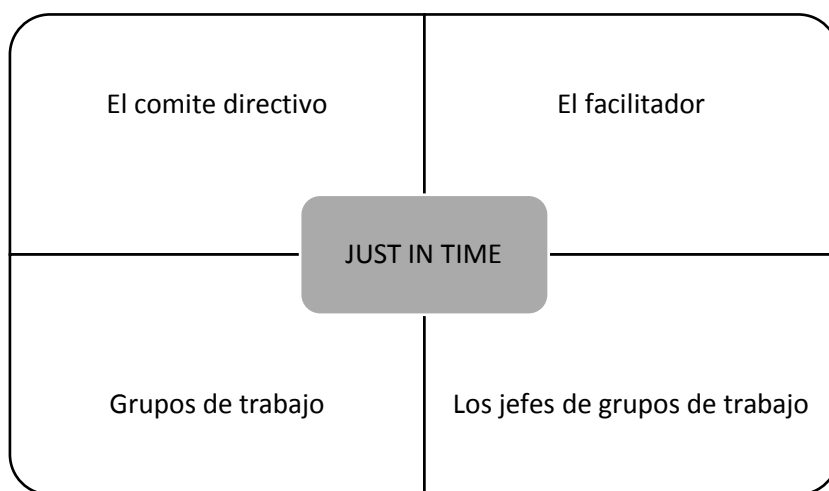 El comite directivo
El facilitador
JUST IN TIME
Grupos de trabajo
Los jefes de grupos de trabajo